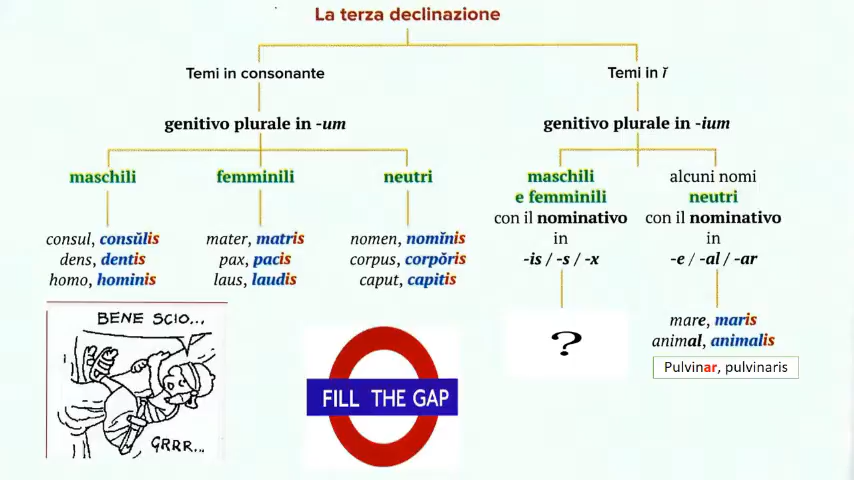 La terza declinazione
Temi in consonante
genitivo plurale in -um
maschili
consul, consŭlis
dens, dentis
homo, hominis
femminili
mater, matris
pax, pacis
laus, laudis
neutri
nomen, nomĭnis
corpus, corpŏris
caput, capitis
Temi in ĭ
genitivo plurale in -ium
maschili
e femminili
con il nominativo
in
-is / -s / -x
?
alcuni nomi
neutri
con il nominativo
in
-e / -al / -ar
mare, maris
animal, animalis
Pulvinar, pulvinaris
BENE SCIO...
GRRR...
FILL THE GAP